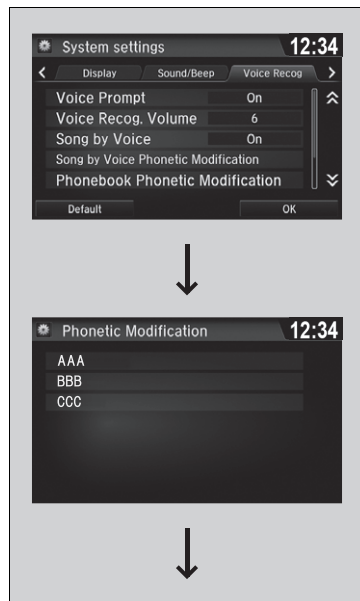 System settings 12:34
Display Sound/Beep Voice Recog
Voice Prompt On
Voice Recog. Volume 6
Song by Voice On
Song by Voice Phonetic Modification
Phonebook Phonetic Modification
Default OK
Phonetic Modification 12:34
AAA
BBB
CCC